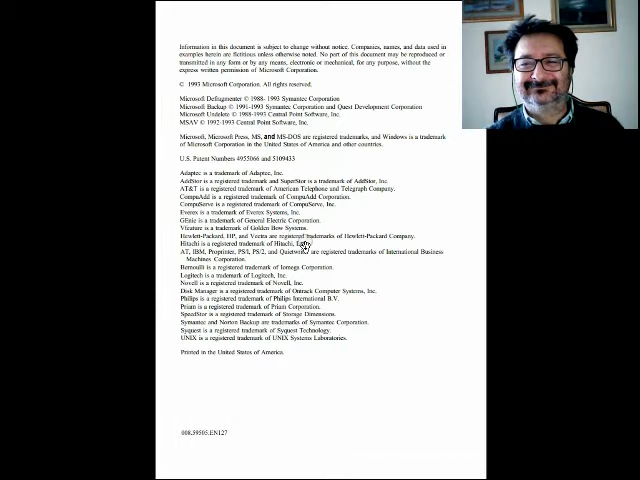 Information in this document is subject to change without notice. Companies, names, and data used in
examples herein are fictitious unless otherwise noted. No part of this document may be reproduced or
transmitted in any form or by any means, electronic or mechanical, for any purpose, without the
express written permission of Microsoft Corporation.
© 1993 Microsoft Corporation. All rights reserved.
Microsoft Defragmenter © 1988- 1993 Symantec Corporation
Microsoft Backup © 1991-1993 Symantec Corporation and Quest Development Corporation
Microsoft Undelete © 1988-1993 Central Point Software, Inc.
MSAV © 1992-1993 Central Point Software, Inc.
Microsoft, Microsoft Press, MS, and MS-DOS are registered trademarks, and Windows is a trademark
of Microsoft Corporation in the United States of America and other countries.
U.S. Patent Numbers 4955066 and 5109433
Adaptec is a trademark of Adaptec, Inc.
AddStor is a registered trademark and SuperStor is a trademark of AddStor, Inc.
AT&T is a registered trademark of American Telephone and Telegraph Company.
CompuAdd is a registered trademark of CompuAdd Corporation.
CompuServe is a registered trademark of CompuServe, Inc.
Everex is a trademark of Everex Systems, Inc.
GEnie is a trademark of General Electric Corporation.
Vfeature is a trademark of Golden Bow Systems.
Hewlett-Packard, HP, and Vectra are registered trademarks of Hewlett-Packard Company.
Hitachi is a registered trademark of Hitachi,
AT, IBM, Proprinter, PS/1, PS/2, and Quietwriter are registered trademarks of International Business
Machines Corporation.
Bernoulli is a registered trademark of Iomega Corporation.
Logitech is a trademark of Logitech, Inc.
Novell is a registered trademark of Novell, Inc.
Disk Manager is a registered trademark of Ontrack Computer Systems, Inc.
Philips is a registered trademark of Philips International B.V.
Priam is a registered trademark of Priam Corporation.
SpeedStor is a registered trademark of Storage Dimensions.
Symantec and Norton Backup are trademarks of Symantec Corporation.
Syquest is a registered trademark of Syquest Technology.
UNIX is a registered trademark of UNIX Systems Laboratories.
Printed in the United States of America.
008.59505.EN127